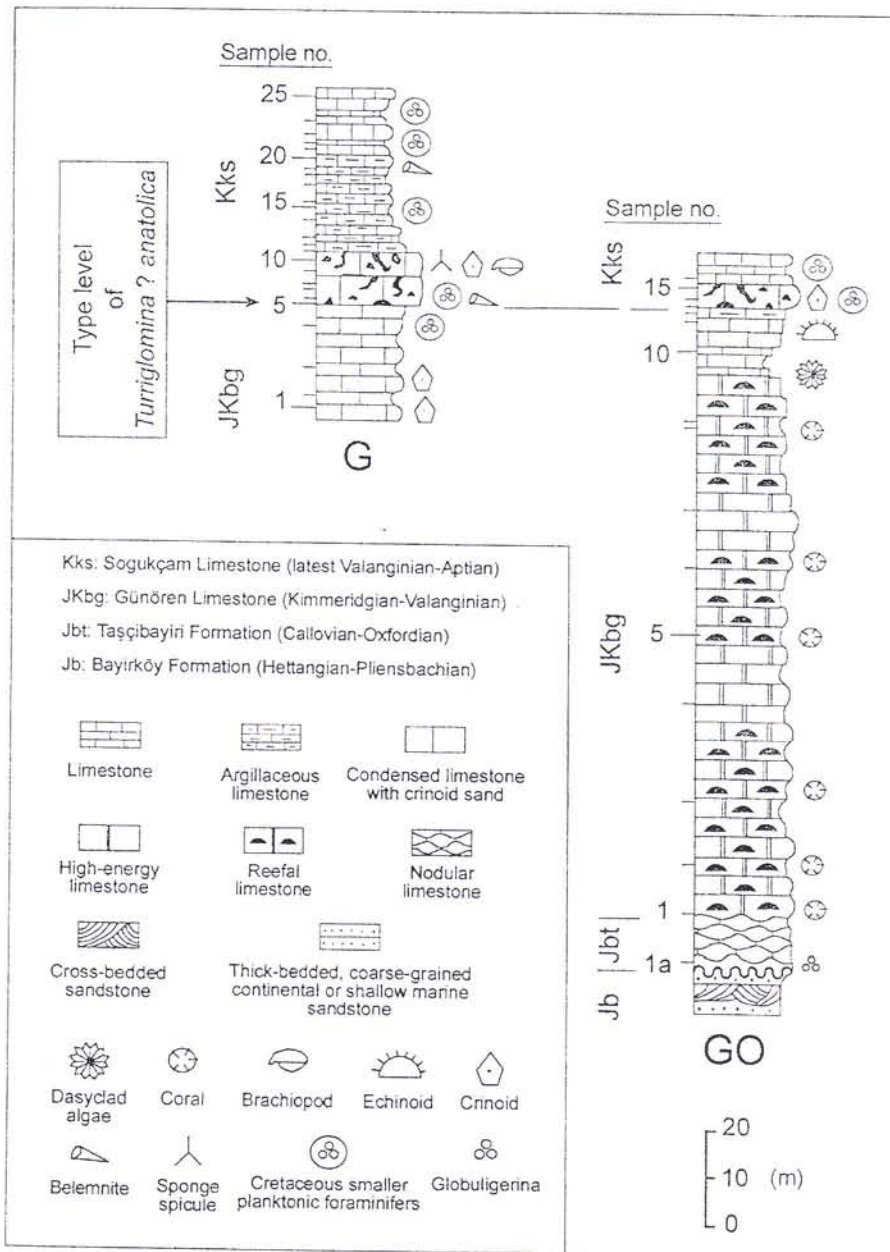 Sample no.
25
20
15
10
5
1
Kks
JKbg
G
Type level
of
Turriglomina ? anatolica
Sample no.
15
10
5
1
1a
Kks
JKbg
Jbt
Jb
GO
Kks: Sogukçam Limestone (latest Valanginian-Aptian)
JKbg: Günören Limestone (Kimmeridgian-Valanginian)
Jbt: Taşçibayiri Formation (Callovian-Oxfordian)
Jb: Bayirköy Formation (Hettangian-Pliensbachian)
Limestone
Argillaceous
limestone
Condensed limestone
with crinoid sand
High-energy
limestone
Reefal
limestone
Nodular
limestone
Cross-bedded
sandstone
Thick-bedded, coarse-grained
continental or shallow marine
sandstone
Dasyclad
algae
Coral
Brachiopod
Echinoid
Crinoid
Belemnite
Sponge
spicule
Cretaceous smaller
planktonic foraminifers
Globuligerina
20
10 (m)
0